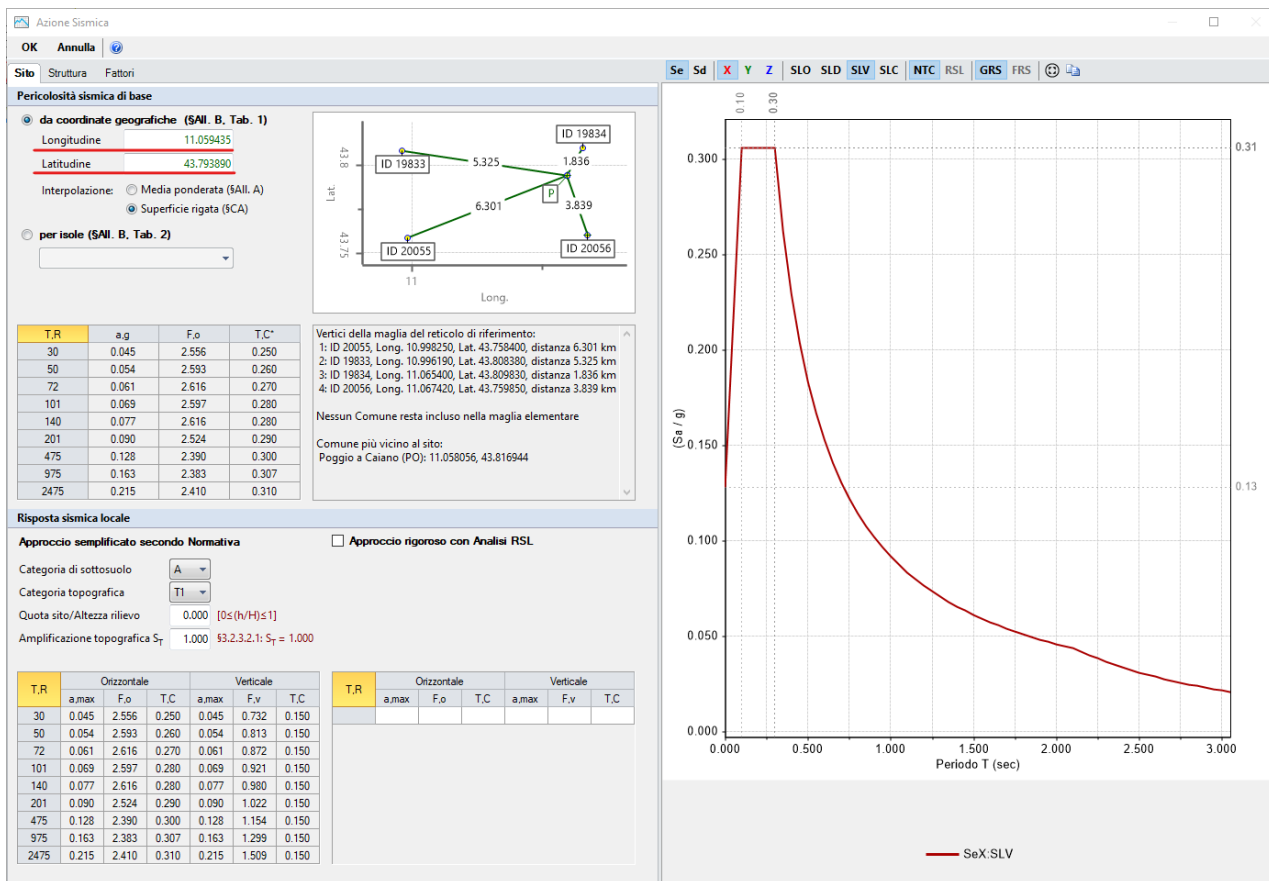 Azione Sismica
OK Annulla
Sito Struttura Fattori
Pericolosità sismica di base
da coordinate geografiche (§All. B, Tab. 1)
Longitudine 11.059435
Latitudine 43.793890
Interpolazione: Media ponderata (§All. A)
Superficie rigata (§CA)
per isole (§All. B, Tab. 2)
ID 19834
43.8
ID 19833
5.325
1.836
P
Lat.
6.301
3.839
43.75
ID 20055
ID 20056
11
Long.
T,R a,g F,o T,C*
30 0.045 2.556 0.250
50 0.054 2.593 0.260
72 0.061 2.616 0.270
101 0.069 2.597 0.280
140 0.077 2.616 0.280
201 0.090 2.524 0.290
475 0.128 2.390 0.300
975 0.163 2.383 0.307
2475 0.215 2.410 0.310
Vertici della maglia del reticolo di riferimento:
1: ID 20055, Long. 10.998250, Lat. 43.758400, distanza 6.301 km
2: ID 19833, Long. 10.996190, Lat. 43.808380, distanza 5.325 km
3: ID 19834, Long. 11.065400, Lat. 43.809830, distanza 1.836 km
4: ID 20056, Long. 11.067420, Lat. 43.759850, distanza 3.839 km
Nessun Comune resta incluso nella maglia elementare
Comune più vicino al sito:
Poggio a Caiano (PO): 11.058056, 43.816944
Risposta sismica locale
Approccio semplificato secondo Normativa
Approccio rigoroso con Analisi RSL
Categoria di sottosuolo A
Categoria topografica T1
Quota sito/Altezza rilievo 0.000 [0≤(h/H)≤1]
Amplificazione topografica S_T 1.000 §3.2.3.2.1: S_T = 1.000
T,R Orizzontale Verticale
a,max F,o T,C a,max F,v T,C
30 0.045 2.556 0.250 0.045 0.732 0.150
50 0.054 2.593 0.260 0.054 0.813 0.150
72 0.061 2.616 0.270 0.061 0.872 0.150
101 0.069 2.597 0.280 0.069 0.921 0.150
140 0.077 2.616 0.280 0.077 0.980 0.150
201 0.090 2.524 0.290 0.090 1.022 0.150
475 0.128 2.390 0.300 0.128 1.154 0.150
975 0.163 2.383 0.307 0.163 1.299 0.150
2475 0.215 2.410 0.310 0.215 1.509 0.150
T,R Orizzontale Verticale
a,max F,o T,C a,max F,v T,C
Se Sd X Y Z SLO SLD SLV SLC NTC RSL GRS FRS
0.10 0.30
0.300 0.31
0.250
0.200
(Sa / g)
0.150
0.13
0.100
0.050
0.000
0.000 0.500 1.000 1.500 2.000 2.500 3.000
Periodo T (sec)
SeX:SLV